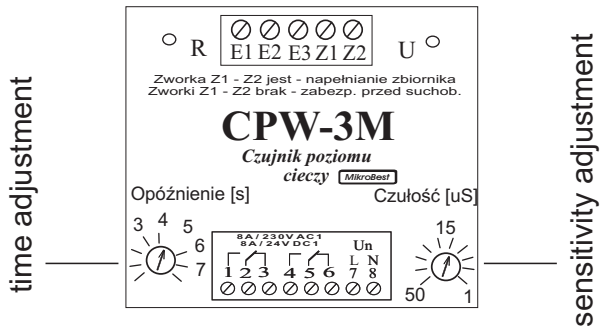 R E1 E2 E3 Z1 Z2 U
Zworka Z1 - Z2 jest - napełnianie zbiornika
Zworki Z1 - Z2 brak - zabezp. przed suchob.
CPW-3M
Czujnik poziomu
cieczy MikroBest
Opóźnienie [s]
Czułość [uS]
3 4 5 6 7
8A / 230V AC1
8A / 24V DC1
Un
L N
1 2 3 4 5 6 7 8
15
50 1
time adjustment
sensitivity adjustment